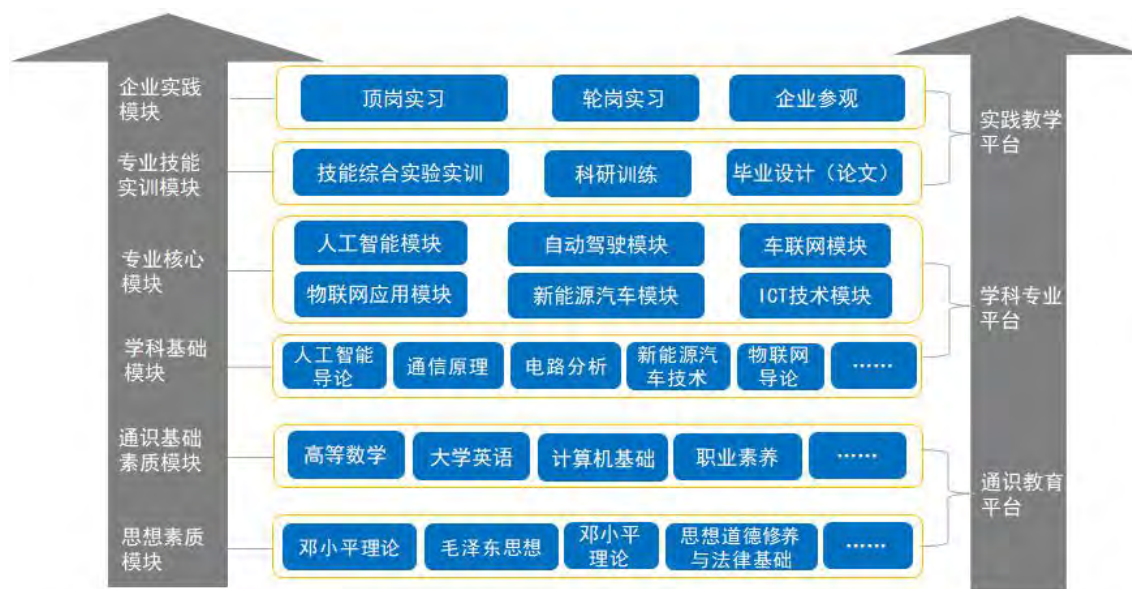 企业实践
模块
顶岗实习
轮岗实习
企业参观
实践教学
平台
专业技能
实训模块
技能综合实验实训
科研训练
毕业设计（论文）
专业核心
模块
人工智能模块
自动驾驶模块
车联网模块
物联网应用模块
新能源汽车模块
ICT技术模块
学科专业
平台
学科基础
模块
人工智能
导论
通信原理
电路分析
新能源汽
车技术
物联网
导论
……
通识基础
素质模块
高等数学
大学英语
计算机基础
职业素养
……
通识教育
平台
思想素质
模块
邓小平理论
毛泽东思想
邓小平
理论
思想道德修养
与法律基础
……